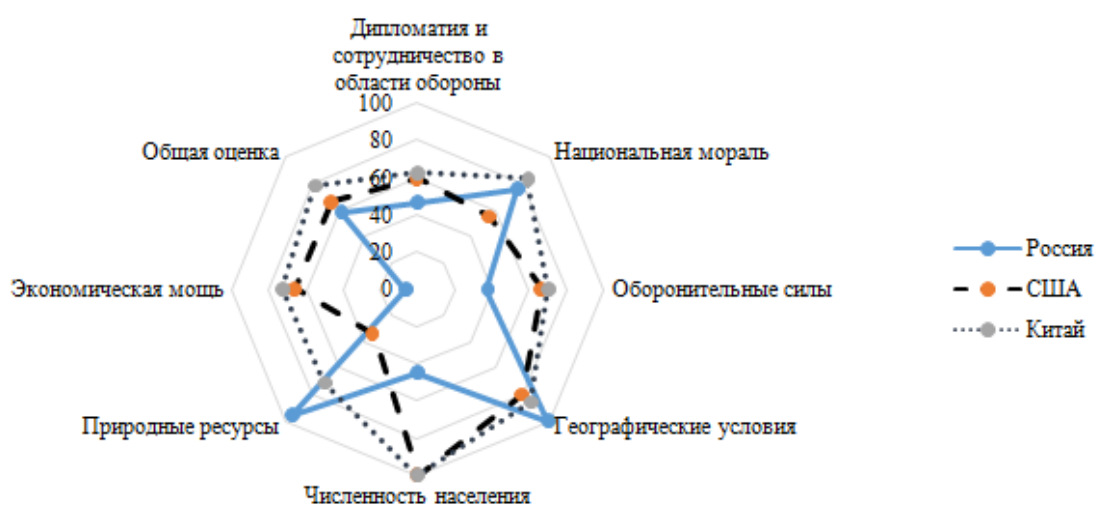 Дипломатия и
сотрудничество в
области обороны
100
80
60
40
20
0
Общая оценка
Национальная мораль
Экономическая мощь
Оборонительные силы
Природные ресурсы
Географические условия
Численность населения
Россия
США
Китай